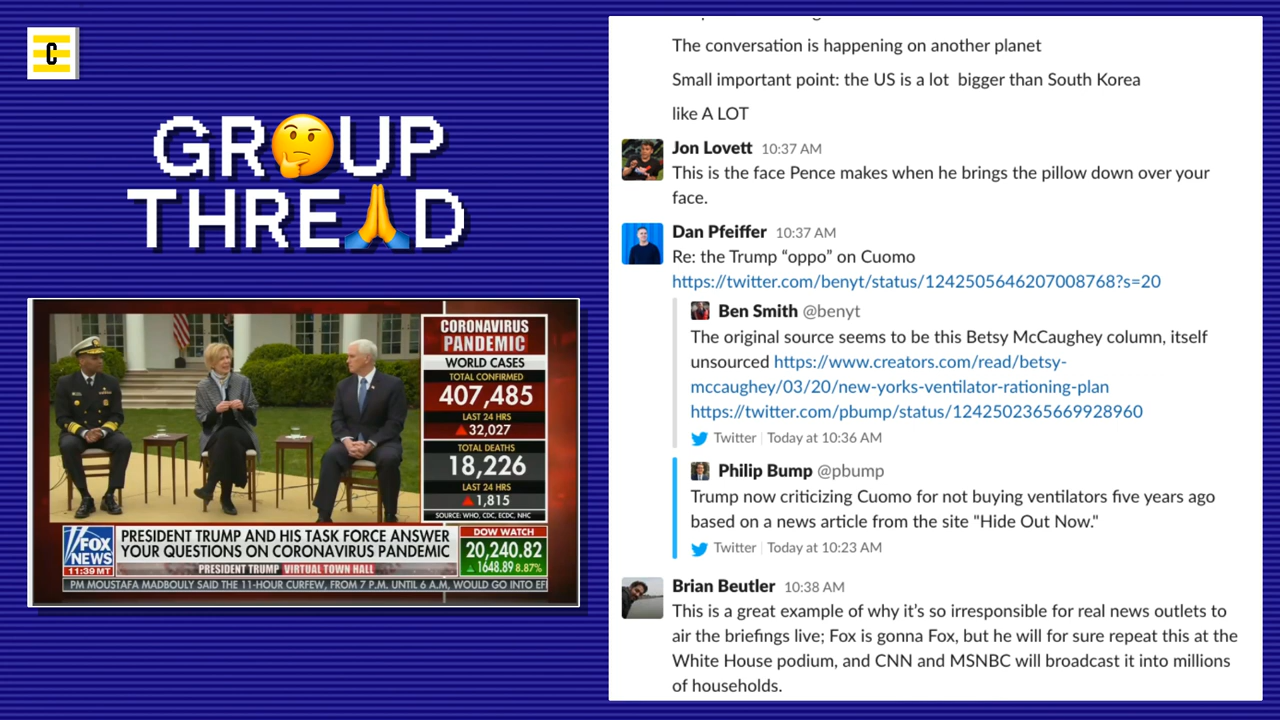 C
GR🤔UP
THRE🙏D
CORONAVIRUS
PANDEMIC
WORLD CASES
TOTAL CONFIRMED
407,485
LAST 24 HRS
32,027
TOTAL DEATHS
18,226
LAST 24 HRS
1,815
SOURCE: WHO, CDC, ECDC, NHC
FOX
NEWS
11:39 MT
PRESIDENT TRUMP AND HIS TASK FORCE ANSWER
YOUR QUESTIONS ON CORONAVIRUS PANDEMIC
PRESIDENT TRUMP VIRTUAL TOWN HALL
DOW WATCH
20,240.82
1648.89 8.87%
PM MOUSTAFA MADBOULY SAID THE 11-HOUR CURFEW, FROM 7 P.M. UNTIL 6 A.M, WOULD GO INTO EF
The conversation is happening on another planet
Small important point: the US is a lot bigger than South Korea
like A LOT
Jon Lovett 10:37 AM
This is the face Pence makes when he brings the pillow down over your
face.
Dan Pfeiffer 10:37 AM
Re: the Trump “oppo” on Cuomo
https://twitter.com/benyt/status/1242505646207008768?s=20
Ben Smith @benyt
The original source seems to be this Betsy McCaughey column, itself
unsourced https://www.creators.com/read/betsy-
mccaughey/03/20/new-yorks-ventilator-rationing-plan
https://twitter.com/pbump/status/1242502365669928960
Twitter | Today at 10:36 AM
Philip Bump @pbump
Trump now criticizing Cuomo for not buying ventilators five years ago
based on a news article from the site "Hide Out Now."
Twitter | Today at 10:23 AM
Brian Beutler 10:38 AM
This is a great example of why it’s so irresponsible for real news outlets to
air the briefings live; Fox is gonna Fox, but he will for sure repeat this at the
White House podium, and CNN and MSNBC will broadcast it into millions
of households.